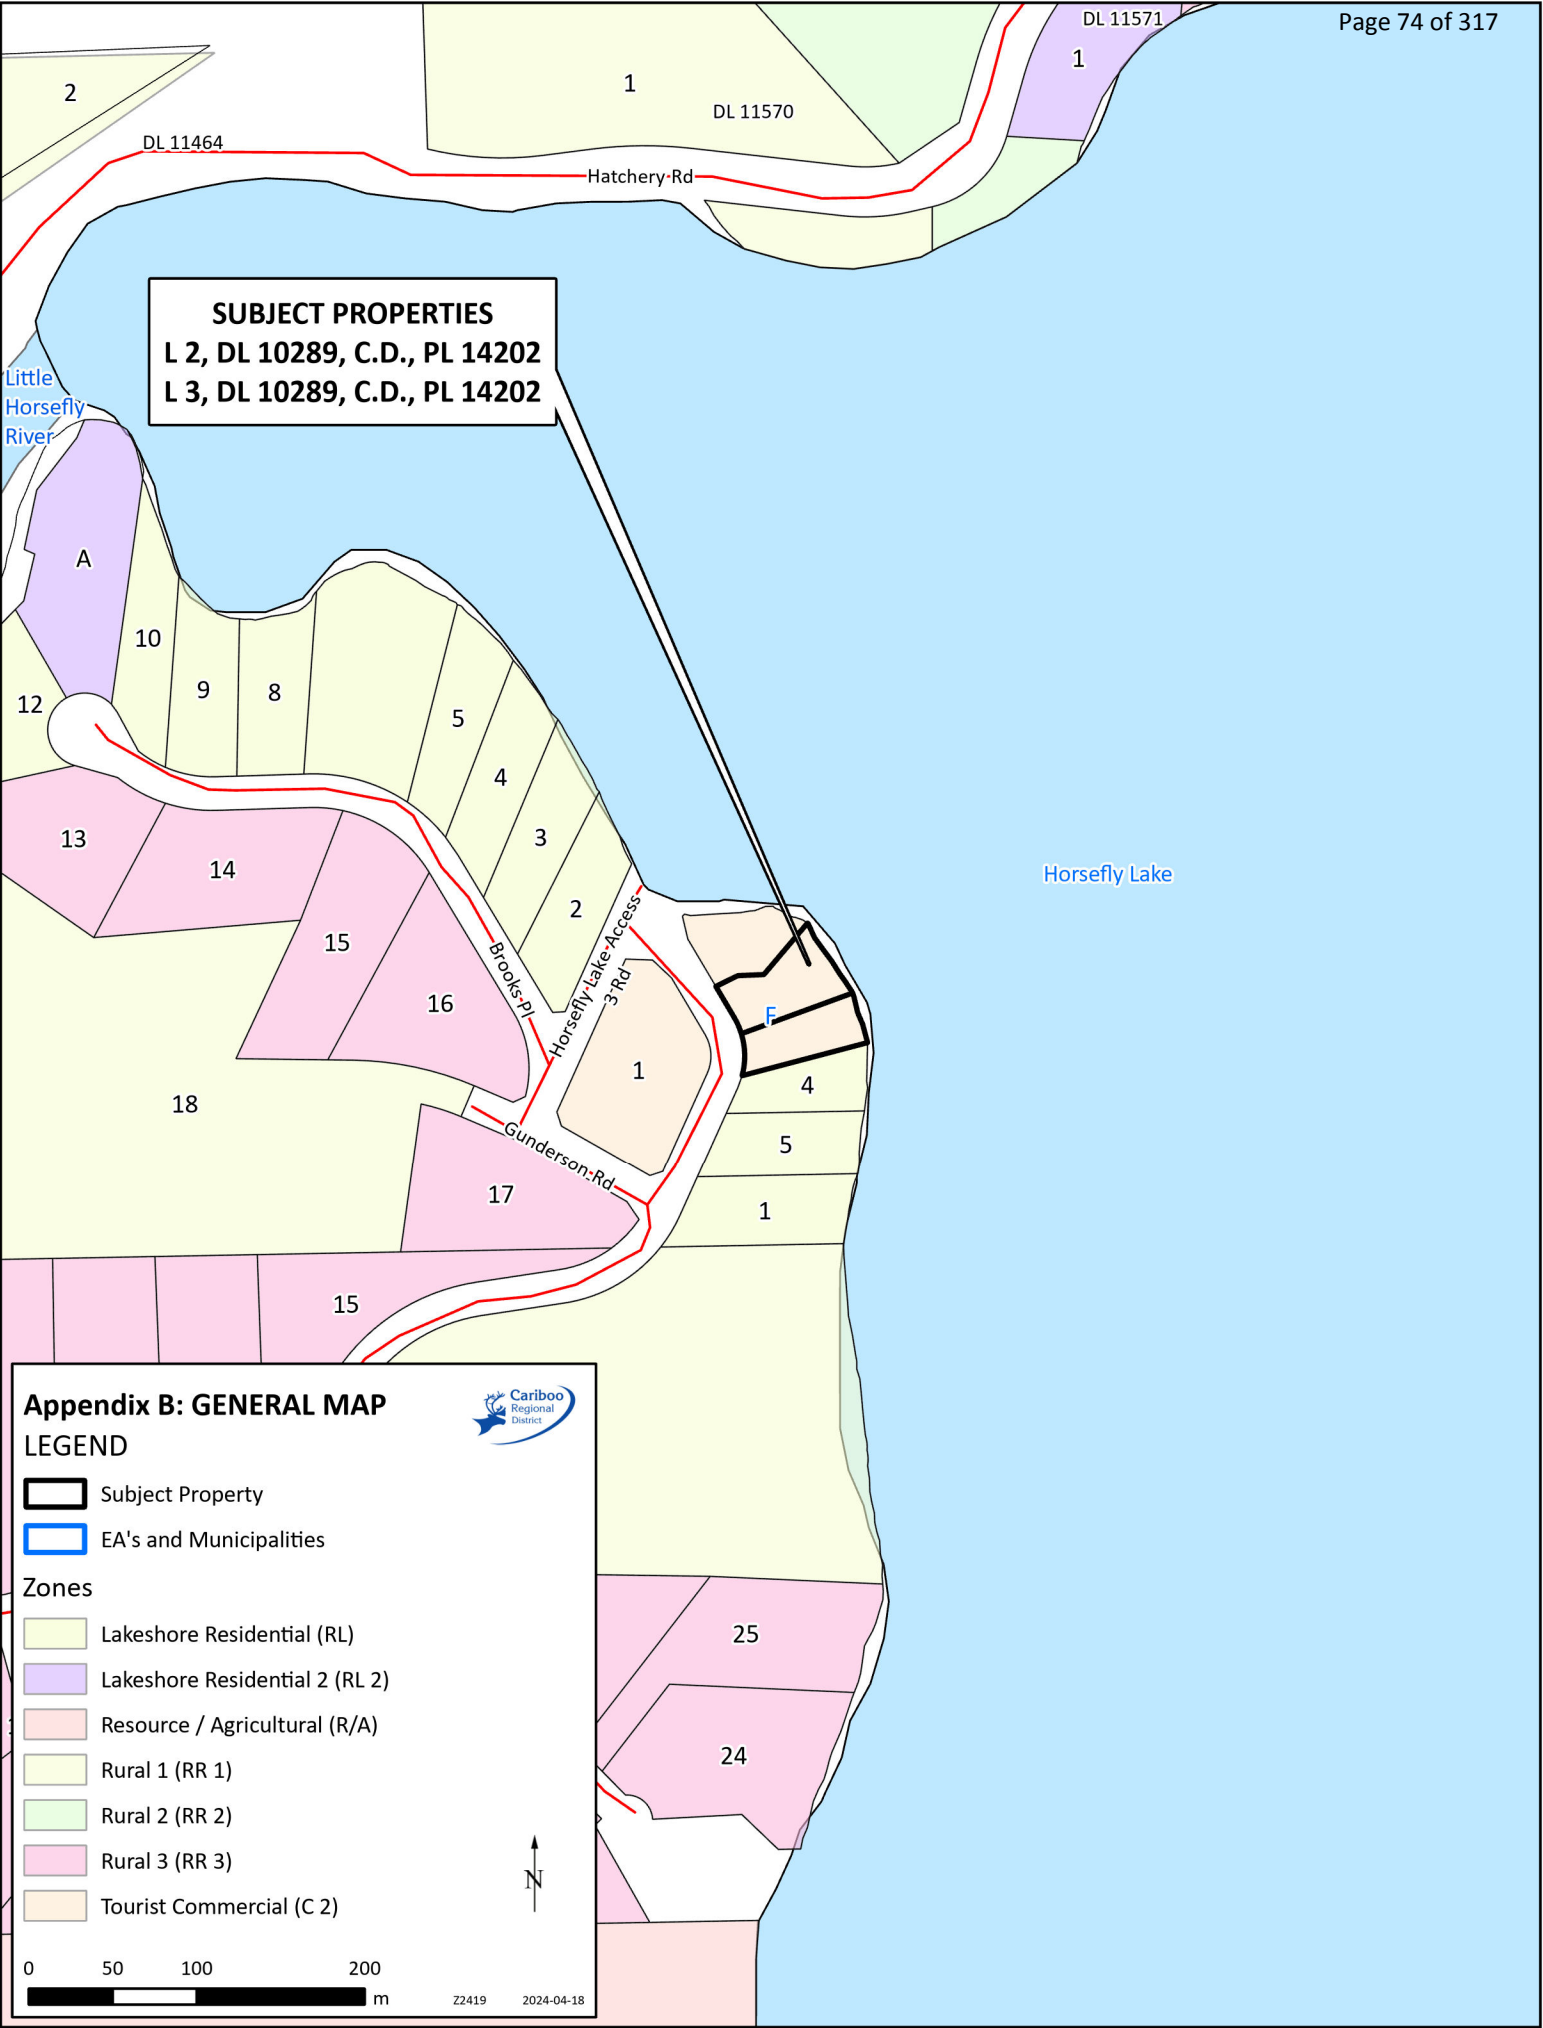 Page 74 of 317
DL 11571
1
2
1
DL 11570
DL 11464
Hatchery Rd
SUBJECT PROPERTIES
L 2, DL 10289, C.D., PL 14202
L 3, DL 10289, C.D., PL 14202
Little
Horsefly
River
A
10
9
8
12
5
4
3
2
13
14
15
16
Brooks Pl
Horsefly Lake Access
3 Rd
Horsefly Lake
F
1
4
5
1
18
Gunderson Rd
17
15
25
24
Appendix B: GENERAL MAP
Cariboo
Regional
District
LEGEND
Subject Property
EA's and Municipalities
Zones
Lakeshore Residential (RL)
Lakeshore Residential 2 (RL 2)
Resource / Agricultural (R/A)
Rural 1 (RR 1)
Rural 2 (RR 2)
Rural 3 (RR 3)
Tourist Commercial (C 2)
N
0 50 100 200
m
Z2419 2024-04-18